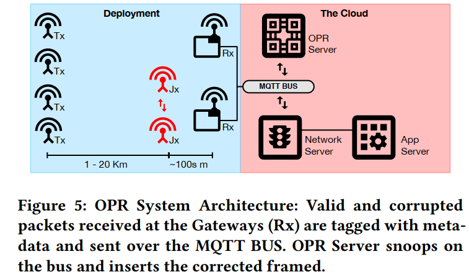 Deployment
The Cloud
Tx
Tx
Tx
Tx
Jx
Jx
Rx
Rx
1 - 20 Km
~100s m
OPR
Server
MQTT BUS
Network
Server
App
Server
Figure 5: OPR System Architecture: Valid and corrupted
packets received at the Gateways (Rx) are tagged with meta-
data and sent over the MQTT BUS. OPR Server snoops on
the bus and inserts the corrected framed.